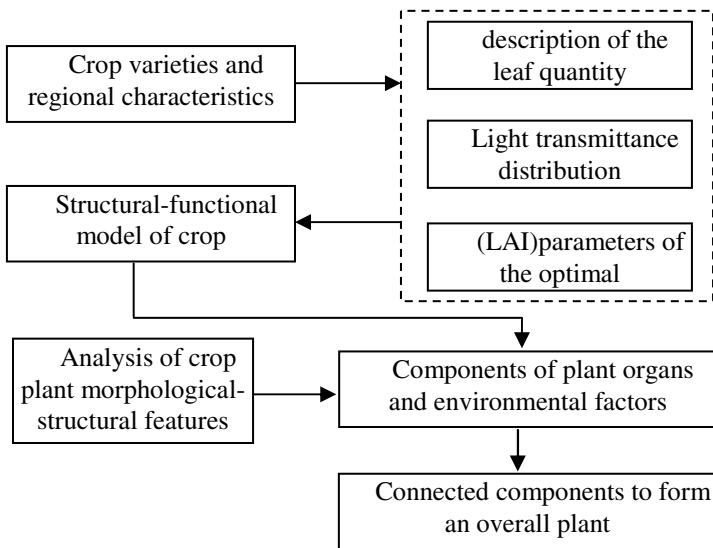 Crop varieties and
regional characteristics
description of the
leaf quantity
Light transmittance
distribution
(LAI)parameters of
the optimal
Structural-functional
model of crop
Analysis of crop
plant morphological-
structural features
Components of plant organs
and environmental factors
Connected components to form
an overall plant